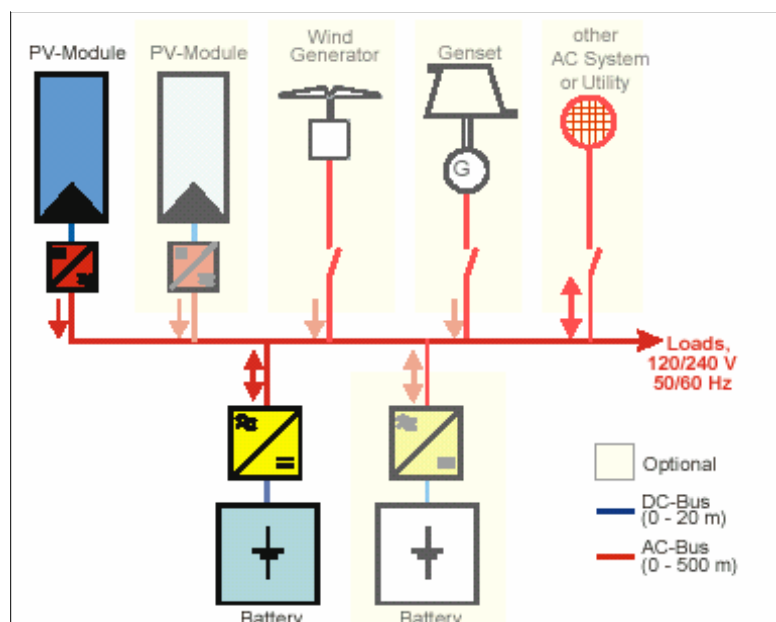 PV-Module
PV-Module
Wind
Generator
Genset
other
AC System
or Utility
G
Loads,
120/240 V
50/60 Hz
Optional
DC-Bus
(0 - 20 m)
AC-Bus
(0 - 500 m)
Battery
Battery